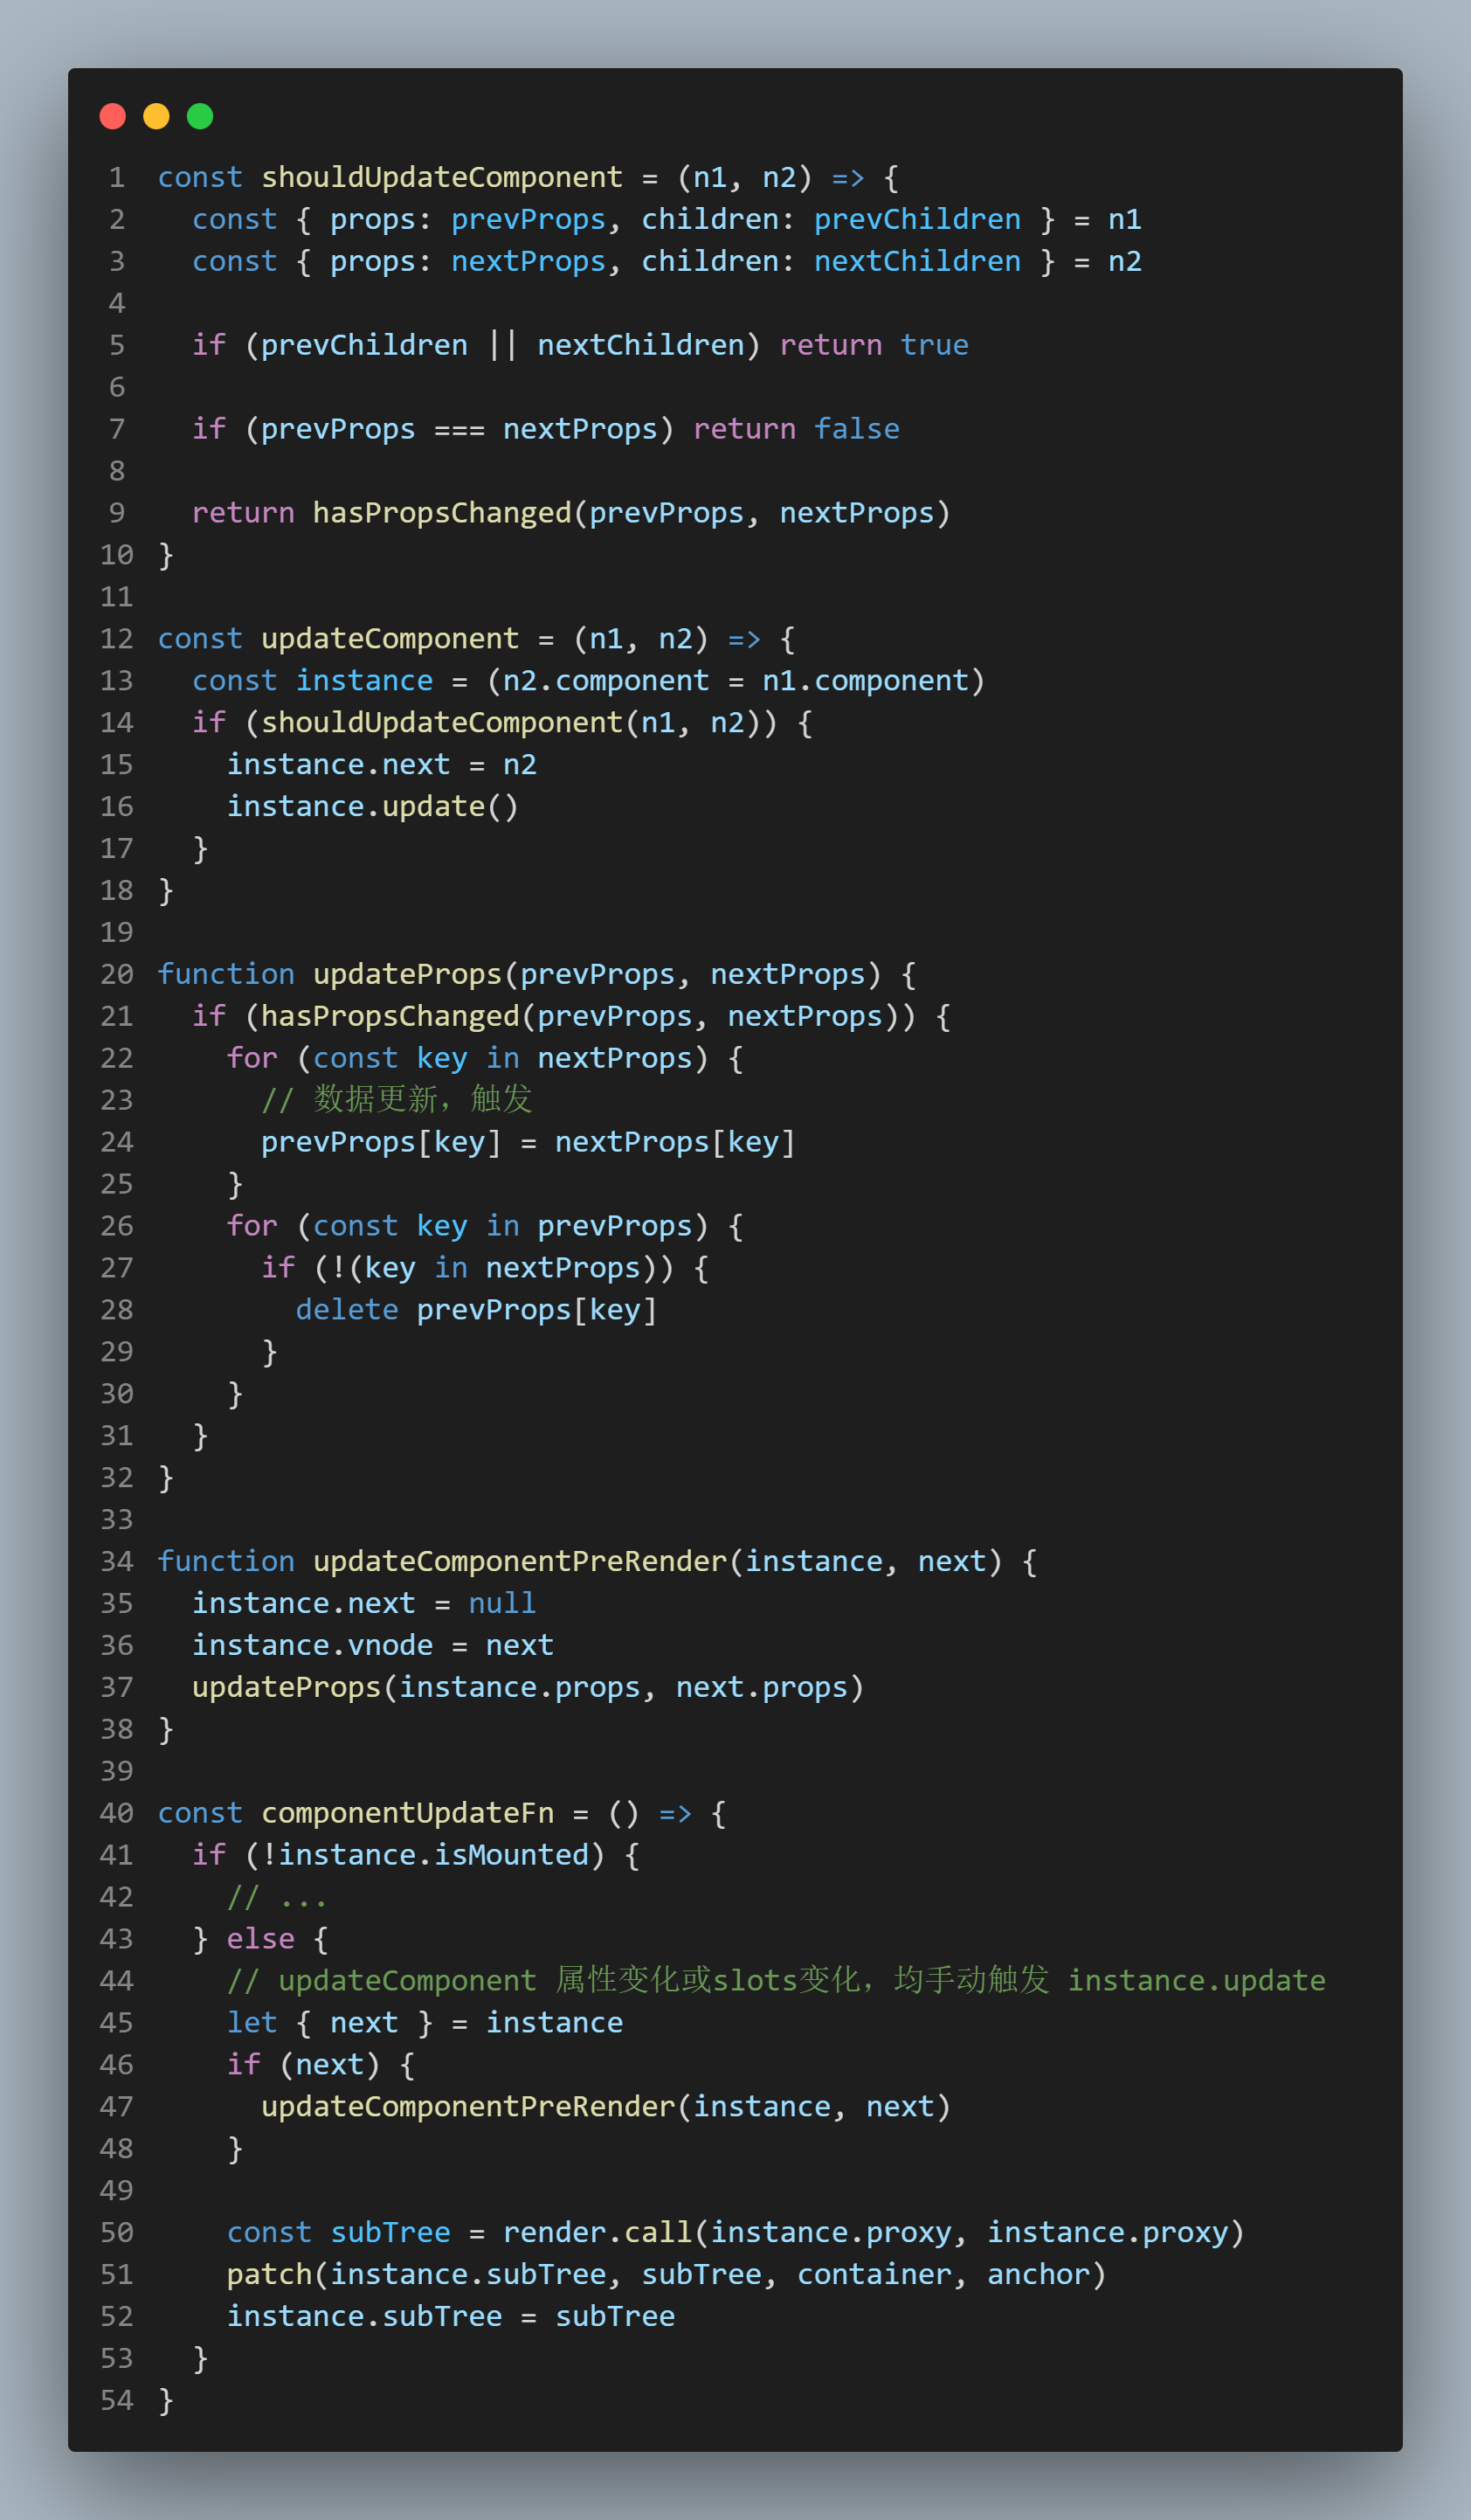 1 const shouldUpdateComponent = (n1, n2) => {
2   const { props: prevProps, children: prevChildren } = n1
3   const { props: nextProps, children: nextChildren } = n2
4
5   if (prevChildren || nextChildren) return true
6
7   if (prevProps === nextProps) return false
8
9   return hasPropsChanged(prevProps, nextProps)
10 }
11
12 const updateComponent = (n1, n2) => {
13   const instance = (n2.component = n1.component)
14   if (shouldUpdateComponent(n1, n2)) {
15     instance.next = n2
16     instance.update()
17   }
18 }
19
20 function updateProps(prevProps, nextProps) {
21   if (hasPropsChanged(prevProps, nextProps)) {
22     for (const key in nextProps) {
23       // 数据更新，触发
24       prevProps[key] = nextProps[key]
25     }
26     for (const key in prevProps) {
27       if (!(key in nextProps)) {
28         delete prevProps[key]
29       }
30     }
31   }
32 }
33
34 function updateComponentPreRender(instance, next) {
35   instance.next = null
36   instance.vnode = next
37   updateProps(instance.props, next.props)
38 }
39
40 const componentUpdateFn = () => {
41   if (!instance.isMounted) {
42     // ...
43   } else {
44     // updateComponent 属性变化或slots变化，均手动触发 instance.update
45     let { next } = instance
46     if (next) {
47       updateComponentPreRender(instance, next)
48     }
49
50     const subTree = render.call(instance.proxy, instance.proxy)
51     patch(instance.subTree, subTree, container, anchor)
52     instance.subTree = subTree
53   }
54 }